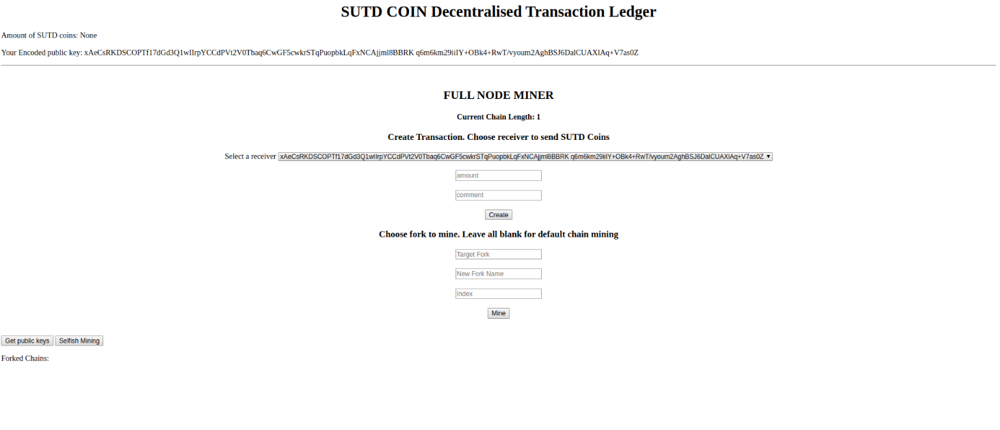 SUTD COIN Decentralised Transaction Ledger
Amount of SUTD coins: None
Your Encoded public key: xAeCsRKDSCOPTf17dGd3Q1wIIrpYCCdPVt2V0Tbaq6CwGF5cwkrSTqPuopbkLqFxNCAjjml8BBRK q6m6km29iiIY+OBk4+RwT/vyoum2AghBSJ6DalCUAXlAq+V7as0Z
FULL NODE MINER
Current Chain Length: 1
Create Transaction. Choose receiver to send SUTD Coins
Select a receiver xAeCsRKDSCOPTf17dGd3Q1wIIrpYCCdPVt2V0Tbaq6CwGF5cwkrSTqPuopbkLqFxNCAjjml8BBRK q6m6km29iiIY+OBk4+RwT/vyoum2AghBSJ6DalCUAXlAq+V7as0Z
amount
comment
Create
Choose fork to mine. Leave all blank for default chain mining
Target Fork
New Fork Name
Index
Mine
Get public keys Selfish Mining
Forked Chains: